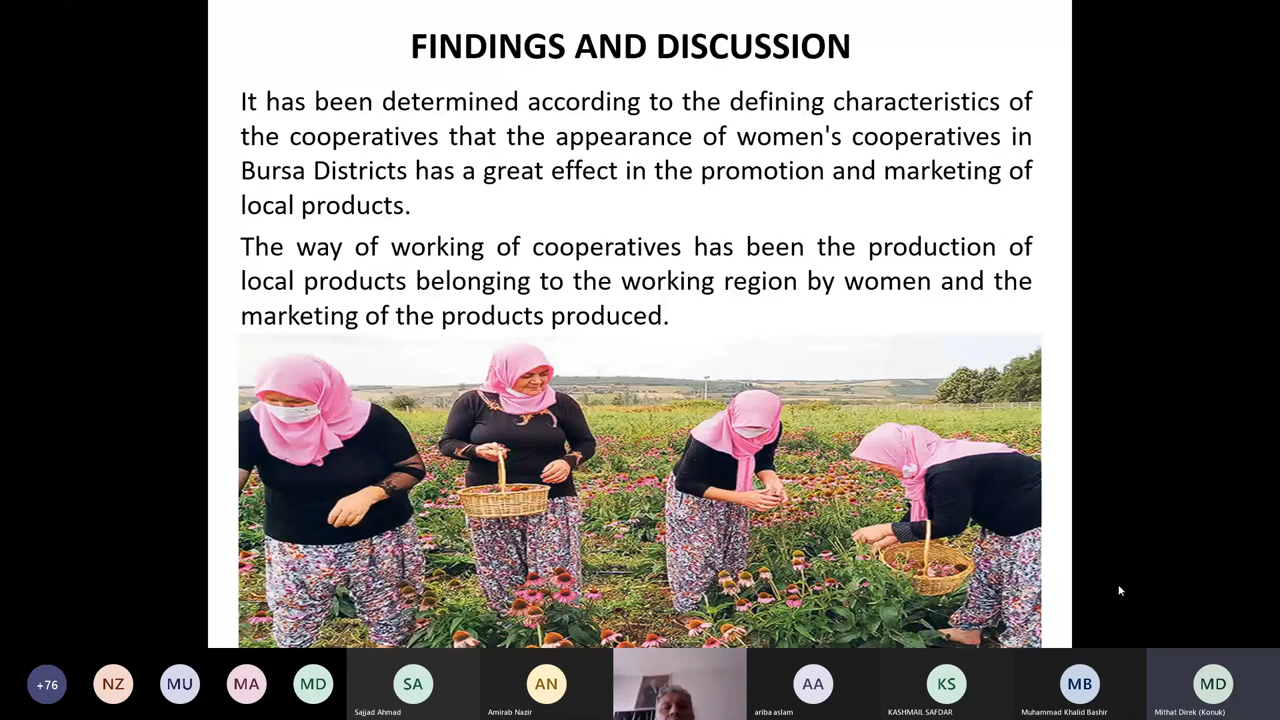 FINDINGS AND DISCUSSION
It has been determined according to the defining characteristics of
the cooperatives that the appearance of women's cooperatives in
Bursa Districts has a great effect in the promotion and marketing of
local products.
The way of working of cooperatives has been the production of
local products belonging to the working region by women and the
marketing of the products produced.
+76 NZ MU MA MD SA AN AA KS MB MD
Sajjad Ahmad Amirab Nazir ariba aslam KASHMAIL SAFDAR Muhammad Khalid Bashir Mithat Direk (Konuk)